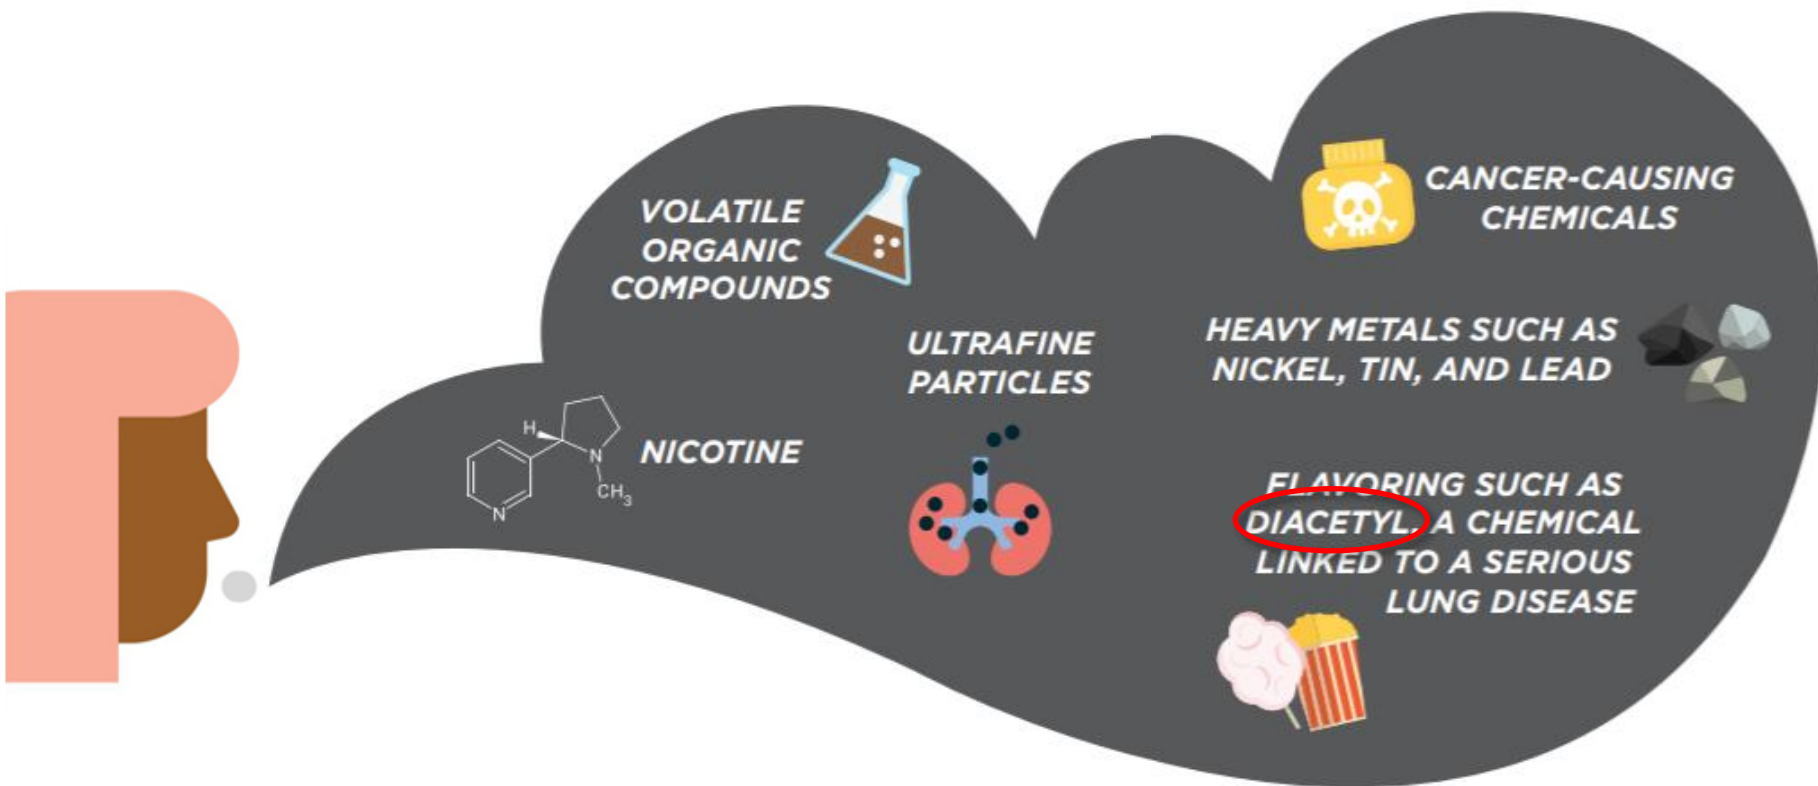 VOLATILE
ORGANIC
COMPOUNDS
CANCER-CAUSING
CHEMICALS
ULTRAFINE
PARTICLES
HEAVY METALS SUCH AS
NICKEL, TIN, AND LEAD
H
N
CH3
N
NICOTINE
FLAVORING SUCH AS
DIACETYL, A CHEMICAL
LINKED TO A SERIOUS
LUNG DISEASE